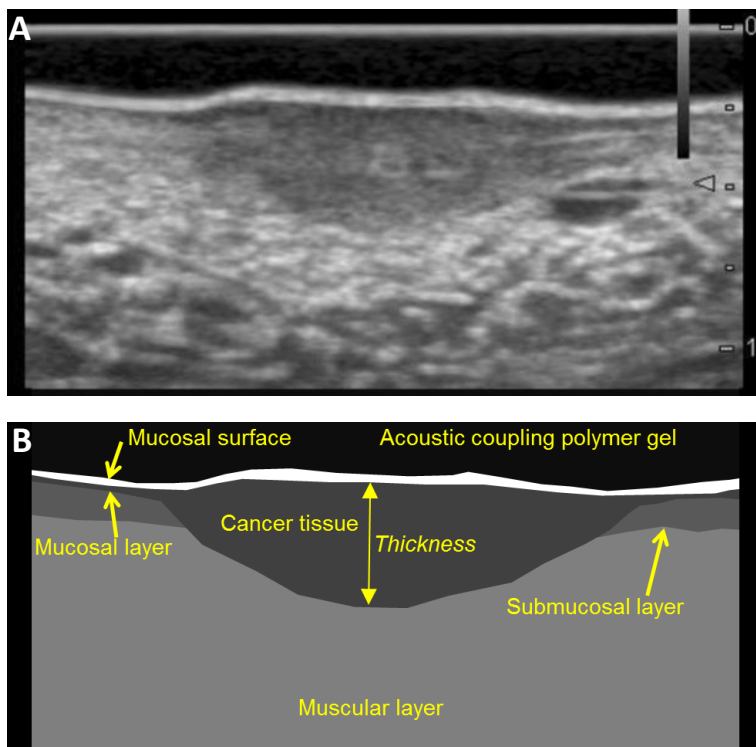 A
0
1
B
Mucosal surface
Acoustic coupling polymer gel
Cancer tissue
Thickness
Mucosal layer
Submucosal layer
Muscular layer